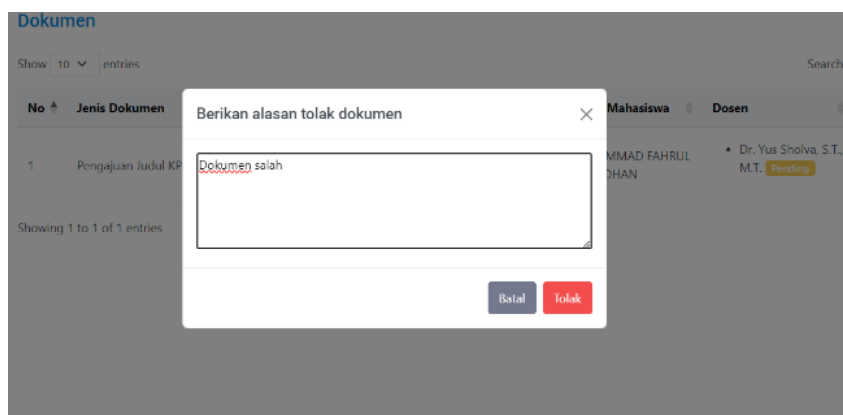 Dokumen
Show 10 entries
Search
No Jenis Dokumen Mahasiswa Dosen
Berikan alasan tolak dokumen
1 Pengajuan Judul KP
MMAD FAHRUL
DHAN
Dr. Yus Sholva, S.T.,
M.T. Pending
Dokumen salah
Showing 1 to 1 of 1 entries
Batal Tolak